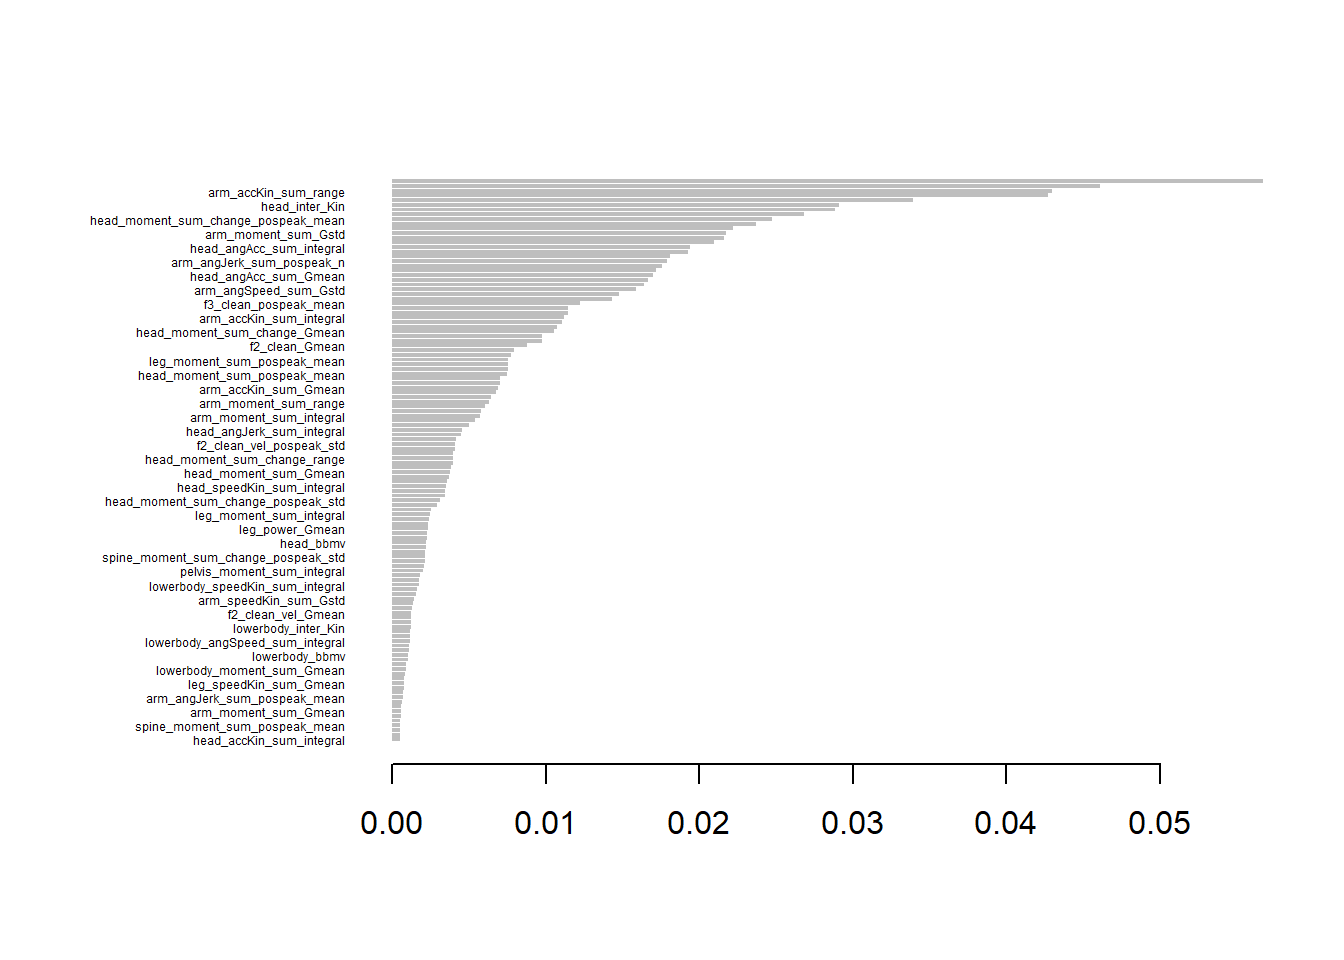 arm_accKin_sum_range
head_inter_Kin
head_moment_sum_change_pospeak_mean
arm_moment_sum_Gstd
head_angAcc_sum_integral
arm_angJerk_sum_pospeak_n
head_angAcc_sum_Gmean
arm_angSpeed_sum_Gstd
f3_clean_pospeak_mean
arm_accKin_sum_integral
head_moment_sum_change_Gmean
f2_clean_Gmean
leg_moment_sum_pospeak_mean
head_moment_sum_pospeak_mean
arm_accKin_sum_Gmean
arm_moment_sum_range
arm_moment_sum_integral
head_angJerk_sum_integral
f2_clean_vel_pospeak_std
head_moment_sum_change_range
head_moment_sum_Gmean
head_speedKin_sum_integral
head_moment_sum_change_pospeak_std
leg_moment_sum_integral
leg_power_Gmean
head_bbmv
spine_moment_sum_change_pospeak_std
pelvis_moment_sum_integral
lowerbody_speedKin_sum_integral
arm_speedKin_sum_Gstd
f2_clean_vel_Gmean
lowerbody_inter_Kin
lowerbody_angSpeed_sum_integral
lowerbody_bbmv
lowerbody_moment_sum_Gmean
leg_speedKin_sum_Gmean
arm_angJerk_sum_pospeak_mean
arm_moment_sum_Gmean
spine_moment_sum_pospeak_mean
head_accKin_sum_integral
0.00 0.01 0.02 0.03 0.04 0.05